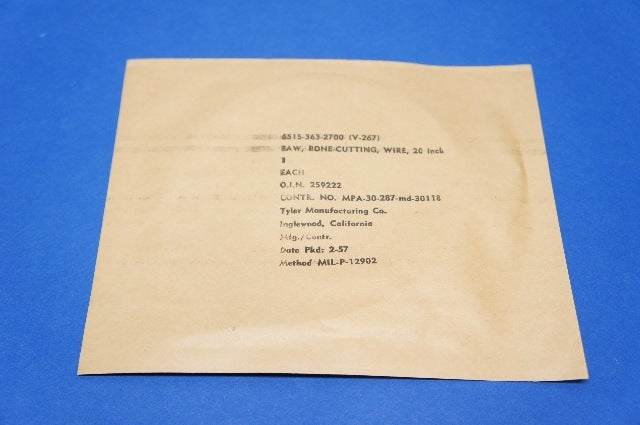 6515-363-2700 (V-267)
SAW, BONE-CUTTING, WIRE, 20 inch
1
EACH
O.I.N. 259222
CONTR. NO. MPA-30-287-md-30118
Tyler Manufacturing Co.
Inglewood, California
Mfg./Contr.
Date Pkd: 2-57
Method MIL-P-12902